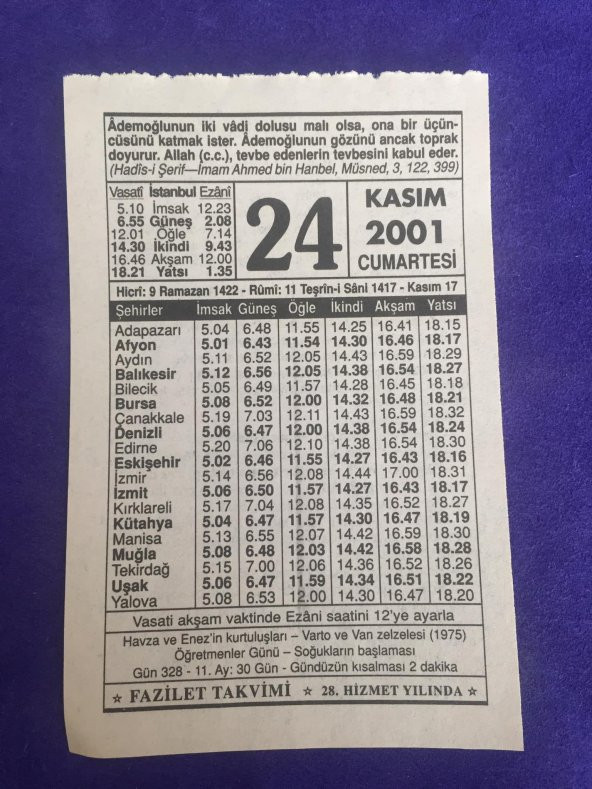 Âdemoğlunun iki vâdi dolusu malı olsa, ona bir üçün-
cüsünü katmak ister. Âdemoğlunun gözünü ancak toprak
doyurur. Allah (c.c.), tevbe edenlerin tevbesini kabul eder.
(Hadîs-i Şerif—İmam Ahmed bin Hanbel, Müsned, 3, 122, 399)
Vasatî İstanbul Ezânî
5.10 İmsak 12.23
6.55 Güneş 2.08
12.01 Öğle 7.14
14.30 İkindi 9.43
16.46 Akşam 12.00
18.21 Yatsı 1.35
24
KASIM
2001
CUMARTESİ
Hicrî: 9 Ramazan 1422 - Rûmî: 11 Teşrîn-i Sâni 1417 - Kasım 17
Şehirler İmsak Güneş Öğle İkindi Akşam Yatsı
Adapazarı 5.04 6.48 11.55 14.25 16.41 18.15
Afyon 5.01 6.43 11.54 14.30 16.46 18.17
Aydın 5.11 6.52 12.05 14.43 16.59 18.29
Balıkesir 5.12 6.56 12.05 14.38 16.54 18.27
Bilecik 5.05 6.49 11.57 14.28 16.45 18.18
Bursa 5.08 6.52 12.00 14.32 16.48 18.21
Çanakkale 5.19 7.03 12.11 14.43 16.59 18.32
Denizli 5.06 6.47 12.00 14.38 16.54 18.24
Edirne 5.20 7.06 12.10 14.38 16.54 18.30
Eskişehir 5.02 6.46 11.55 14.27 16.43 18.16
İzmir 5.14 6.56 12.08 14.44 17.00 18.31
İzmit 5.06 6.50 11.57 14.27 16.43 18.17
Kırklareli 5.17 7.04 12.08 14.35 16.52 18.27
Kütahya 5.04 6.47 11.57 14.30 16.47 18.19
Manisa 5.13 6.55 12.07 14.42 16.59 18.30
Muğla 5.08 6.48 12.03 14.42 16.58 18.28
Tekirdağ 5.15 7.00 12.06 14.36 16.52 18.26
Uşak 5.06 6.47 11.59 14.34 16.51 18.22
Yalova 5.08 6.53 12.00 14.30 16.47 18.20
Vasati akşam vaktinde Ezâni saatini 12'ye ayarla
Havza ve Enez'in kurtuluşları – Varto ve Van zelzelesi (1975)
Öğretmenler Günü – Soğukların başlaması
Gün 328 - 11. Ay: 30 Gün - Gündüzün kısalması 2 dakika
☆ FAZİLET TAKVİMİ ☆ 28. HİZMET YILINDA ☆